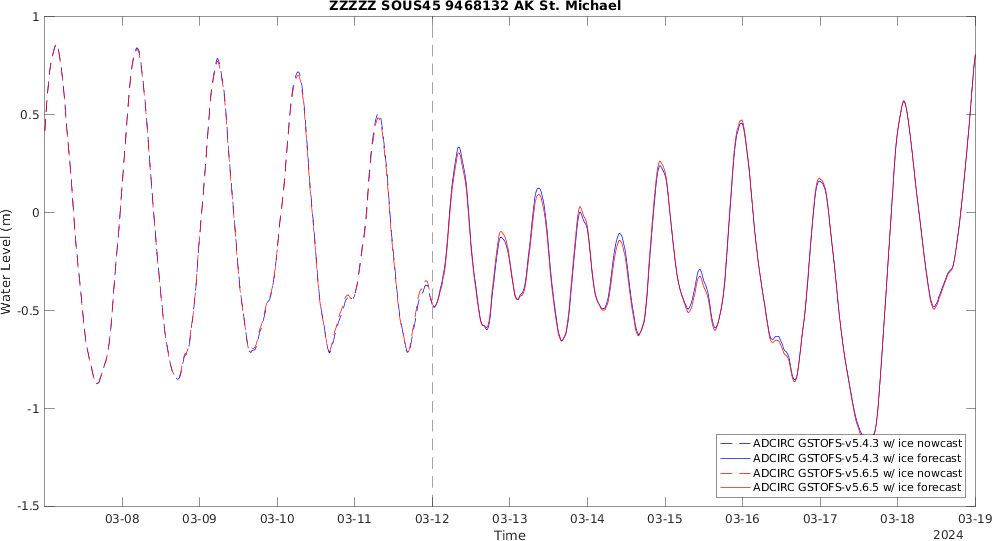 ZZZZZ SOUS45 9468132 AK St. Michael
Water Level (m)
1
0.5
0
-0.5
-1
-1.5
ADCIRC GSTOFS-v5.4.3 w/ ice nowcast
ADCIRC GSTOFS-v5.4.3 w/ ice forecast
ADCIRC GSTOFS-v5.6.5 w/ ice nowcast
ADCIRC GSTOFS-v5.6.5 w/ ice forecast
03-08 03-09 03-10 03-11 03-12 03-13 03-14 03-15 03-16 03-17 03-18 03-19
Time
2024